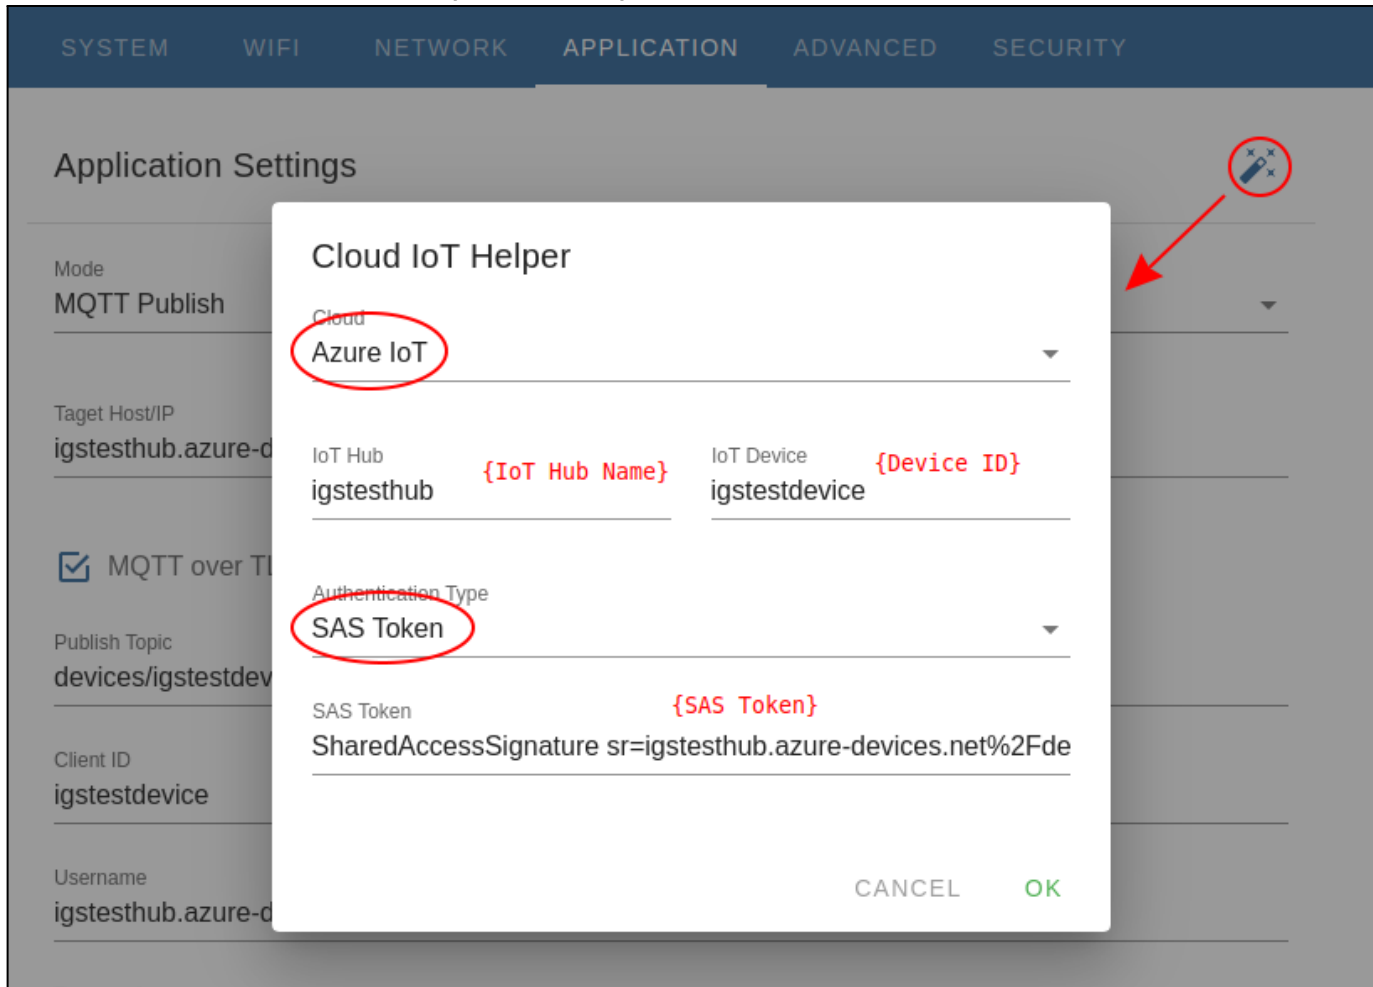 SYSTEM WIFI NETWORK APPLICATION ADVANCED SECURITY
Application Settings
Mode
MQTT Publish
Taget Host/IP
igstesthub.azure-d
MQTT over TL
Publish Topic
devices/igstestdev
Client ID
igstestdevice
Username
igstesthub.azure-d
Cloud IoT Helper
Cloud
Azure IoT
IoT Hub
igstesthub
{IoT Hub Name}
IoT Device
igstestdevice
{Device ID}
Authentication Type
SAS Token
SAS Token
{SAS Token}
SharedAccessSignature sr=igstesthub.azure-devices.net%2Fde
CANCEL OK